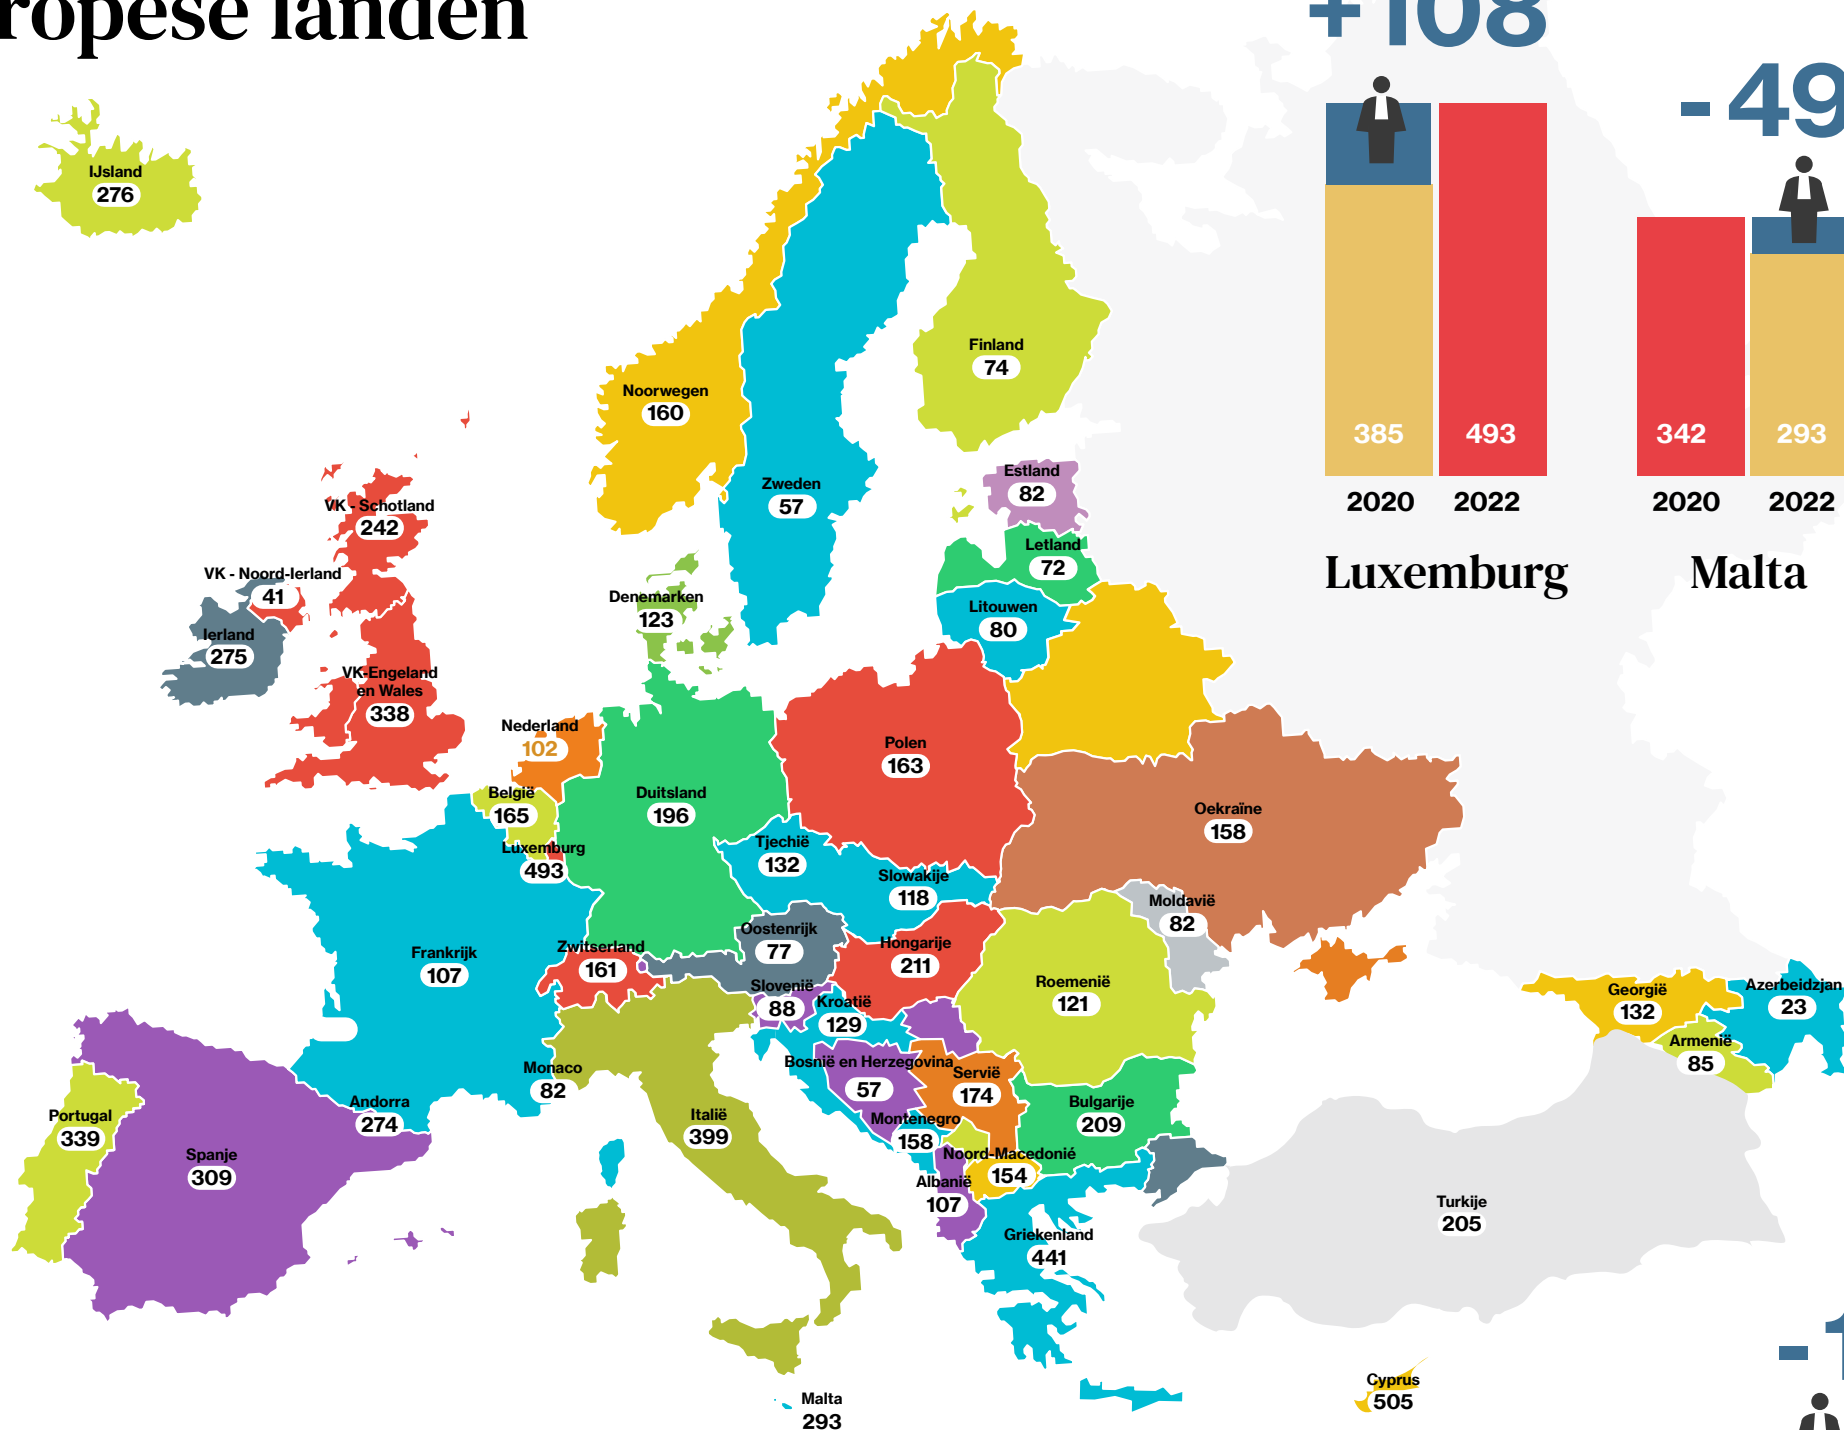 ropese landen
+108
-49
IJsland
276
Noorwegen
160
Finland
74
Zweden
57
Estland
82
Letland
72
Litouwen
80
VK - Schotland
242
VK - Noord-Ierland
41
Ierland
275
VK-Engeland
en Wales
338
Denemarken
123
Nederland
102
België
165
Luxemburg
493
Duitsland
196
Polen
163
Tjechië
132
Slowakije
118
Oekraïne
158
Moldavië
82
Oostenrijk
77
Hongarije
211
Zwitserland
161
Frankrijk
107
Slovenië
88
Kroatië
129
Roemenië
121
Bosnië en Herzegovina
57
Servië
174
Monaco
82
Andorra
274
Portugal
339
Spanje
309
Italië
399
Montenegro
158
Bulgarije
209
Noord-Macedonië
154
Albanië
107
Griekenland
441
Turkije
205
Georgië
132
Azerbeidzjan
23
Armenië
85
Malta
293
Cyprus
505
385
493
2020
2022
Luxemburg
342
293
2020
2022
Malta
-1